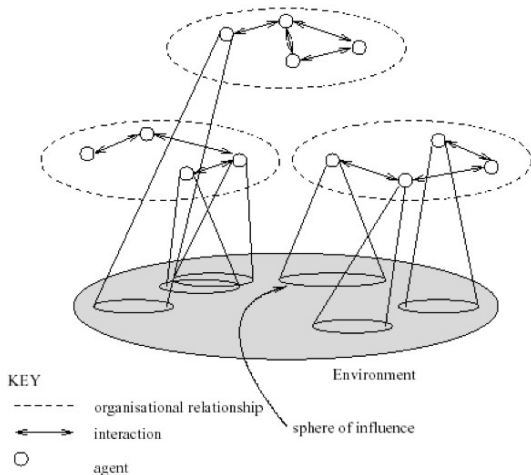 Environment
KEY
organisational relationship
interaction
sphere of influence
agent